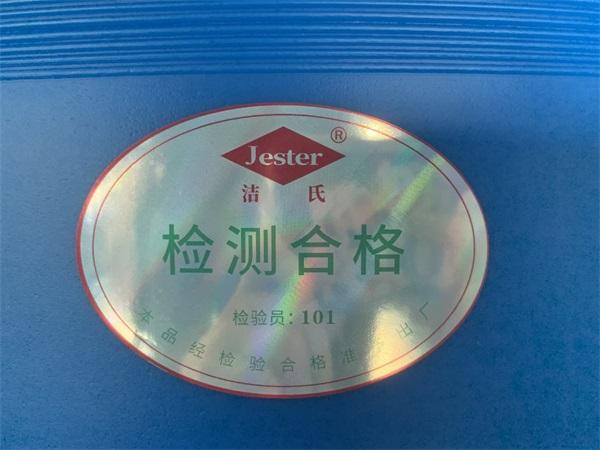 Jester®
洁氏
检测合格
检验员：101
本品经检验合格准予出厂